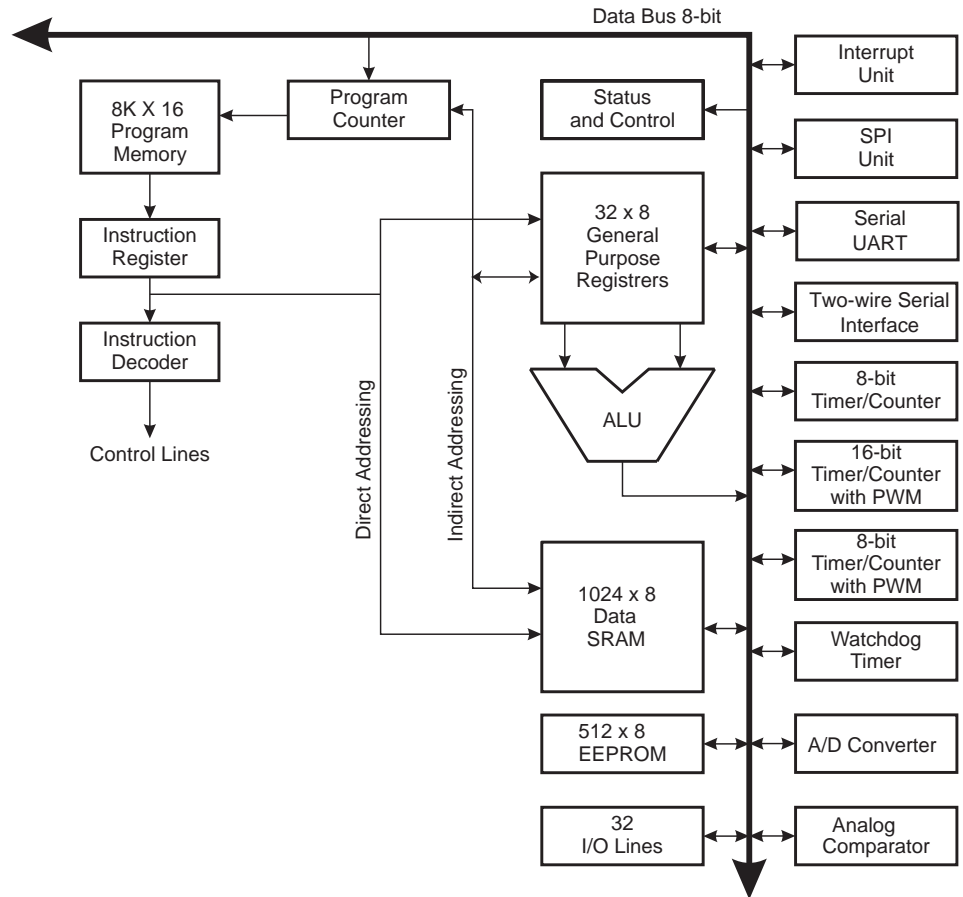 Data Bus 8-bit
8K X 16
Program
Memory
Program
Counter
Status
and Control
Interrupt
Unit
SPI
Unit
Instruction
Register
32 x 8
General
Purpose
Registrers
Serial
UART
Two-wire Serial
Interface
Instruction
Decoder
ALU
8-bit
Timer/Counter
Control Lines
Direct Addressing
Indirect Addressing
16-bit
Timer/Counter
with PWM
8-bit
Timer/Counter
with PWM
1024 x 8
Data
SRAM
Watchdog
Timer
512 x 8
EEPROM
A/D Converter
32
I/O Lines
Analog
Comparator